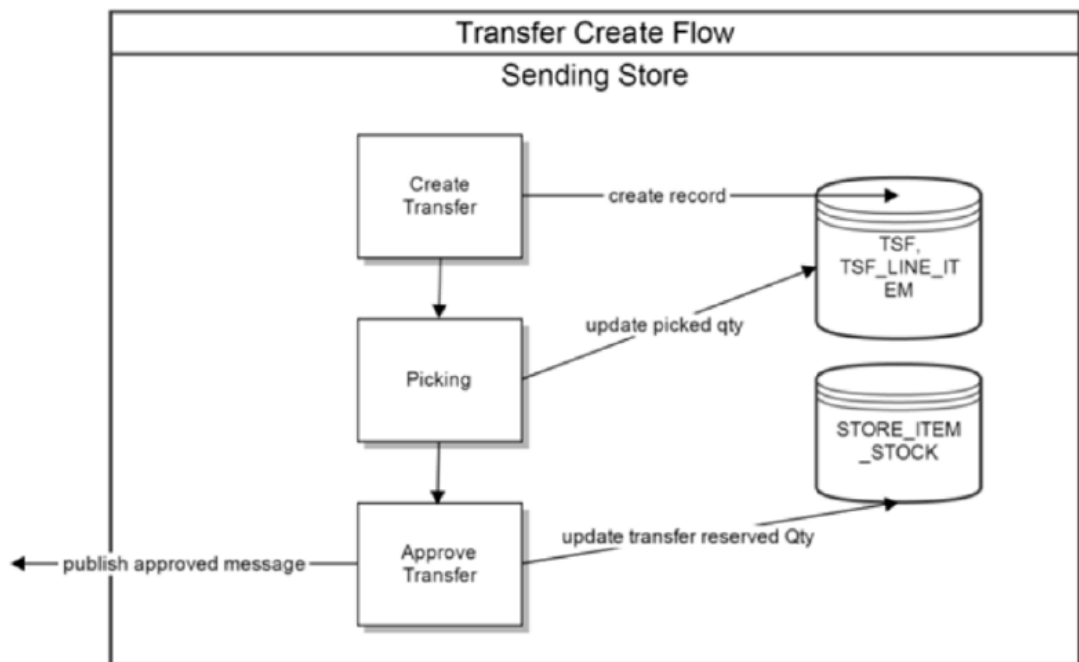 Transfer Create Flow
Sending Store
Create
Transfer
create record
TSF,
TSF_LINE_IT
EM
update picked qty
Picking
STORE_ITEM
_STOCK
update transfer reserved Qty
Approve
Transfer
publish approved message